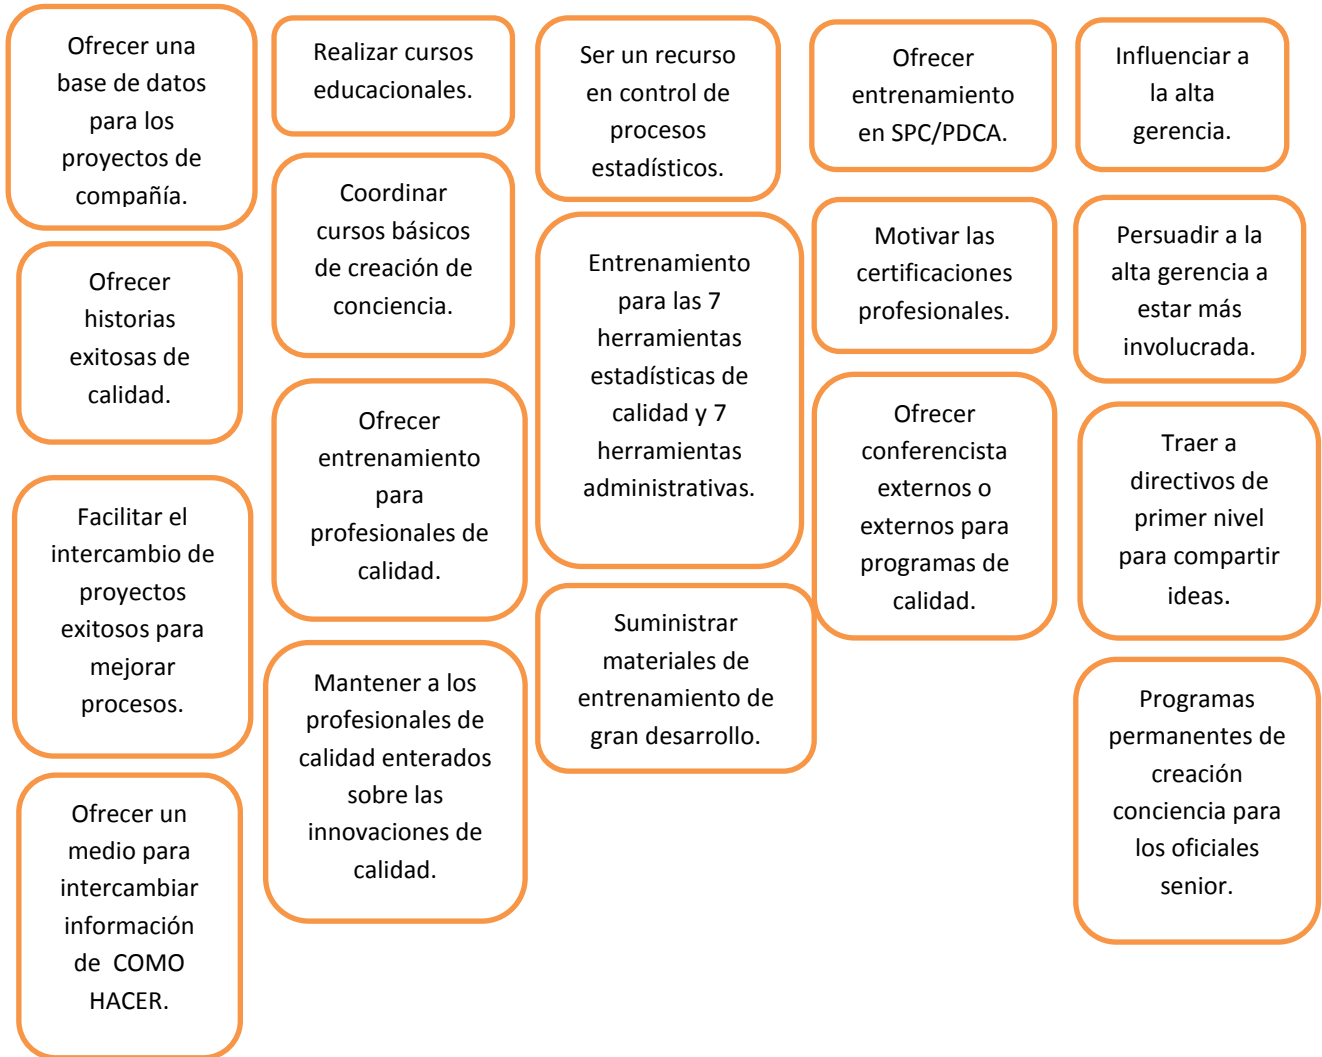 Ofrecer una
base de datos
para los
proyectos de
compañía.
Ofrecer
historias
exitosas de
calidad.
Facilitar el
intercambio de
proyectos
exitosos para
mejorar
procesos.
Ofrecer un
medio para
intercambiar
información
de COMO
HACER.
Realizar cursos
educacionales.
Coordinar
cursos básicos
de creación de
conciencia.
Ofrecer
entrenamiento
para
profesionales de
calidad.
Mantener a los
profesionales de
calidad enterados
sobre las
innovaciones de
calidad.
Ser un recurso
en control de
procesos
estadísticos.
Entrenamiento
para las 7
herramientas
estadísticas de
calidad y 7
herramientas
administrativas.
Suministrar
materiales de
entrenamiento de
gran desarrollo.
Ofrecer
entrenamiento
en SPC/PDCA.
Motivar las
certificaciones
profesionales.
Ofrecer
conferencista
externos o
externos para
programas de
calidad.
Influenciar a
la alta
gerencia.
Persuadir a la
alta gerencia a
estar más
involucrada.
Traer a
directivos de
primer nivel
para compartir
ideas.
Programas
permanentes de
creación
conciencia para
los oficiales
senior.